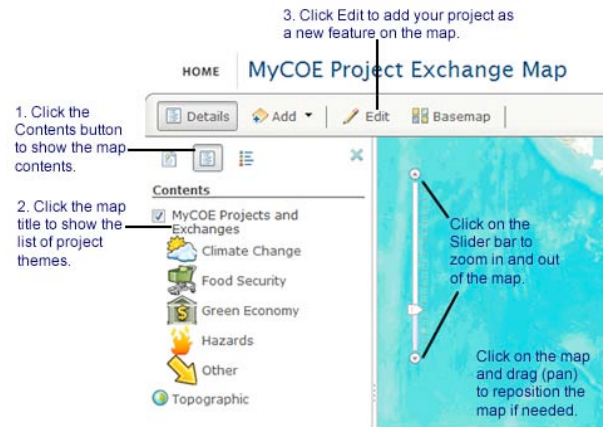 3. Click Edit to add your project as
a new feature on the map.
HOME
MyCOE Project Exchange Map
1. Click the
Contents button
to show the map
contents.
Details
Add
Edit
Basemap
Contents
2. Click the map
title to show the
list of project
themes.
MyCOE Projects and
Exchanges
Climate Change
Food Security
Green Economy
Hazards
Other
Topographic
Click on the
Slider bar to
zoom in and out
of the map.
Click on the map
and drag (pan)
to reposition the
map if needed.